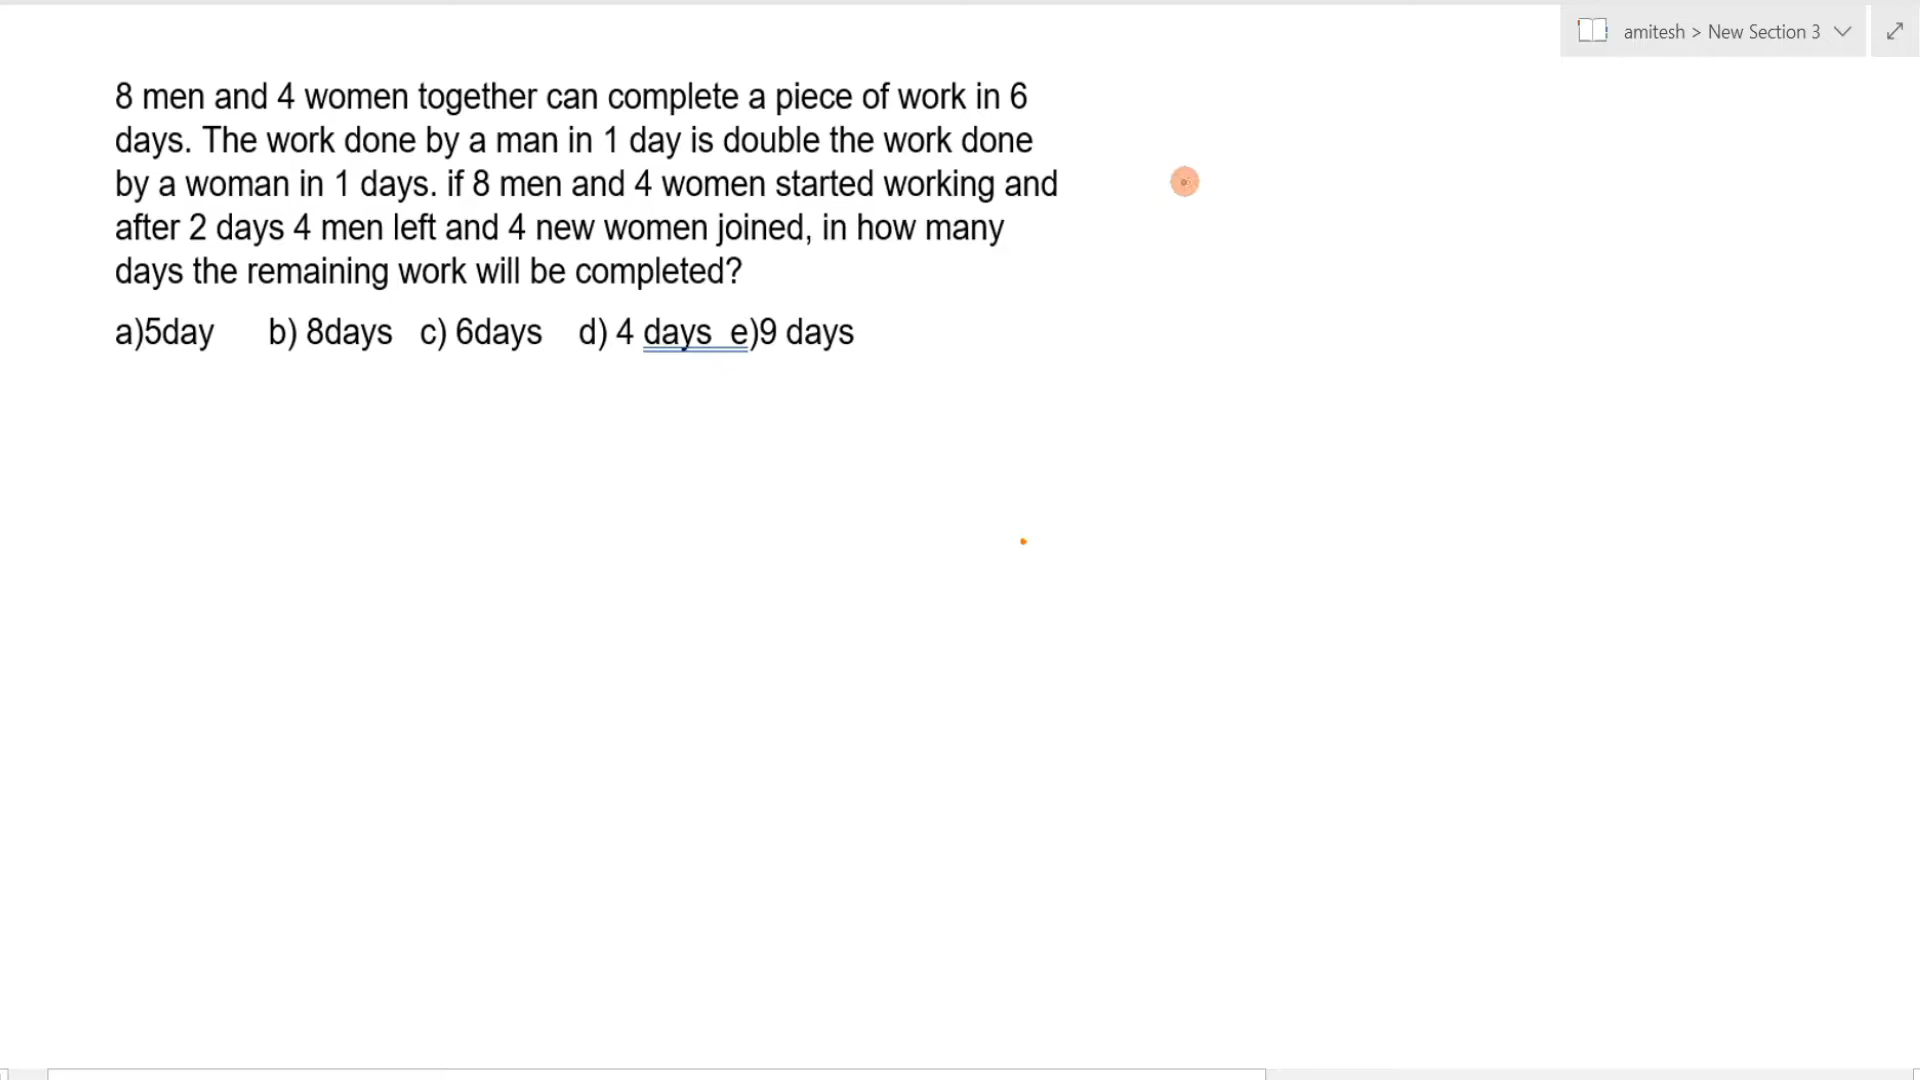 amitesh > New Section 3
8 men and 4 women together can complete a piece of work in 6
days. The work done by a man in 1 day is double the work done
by a woman in 1 days. if 8 men and 4 women started working and
after 2 days 4 men left and 4 new women joined, in how many
days the remaining work will be completed?
a)5day b) 8days c) 6days d) 4 days e)9 days